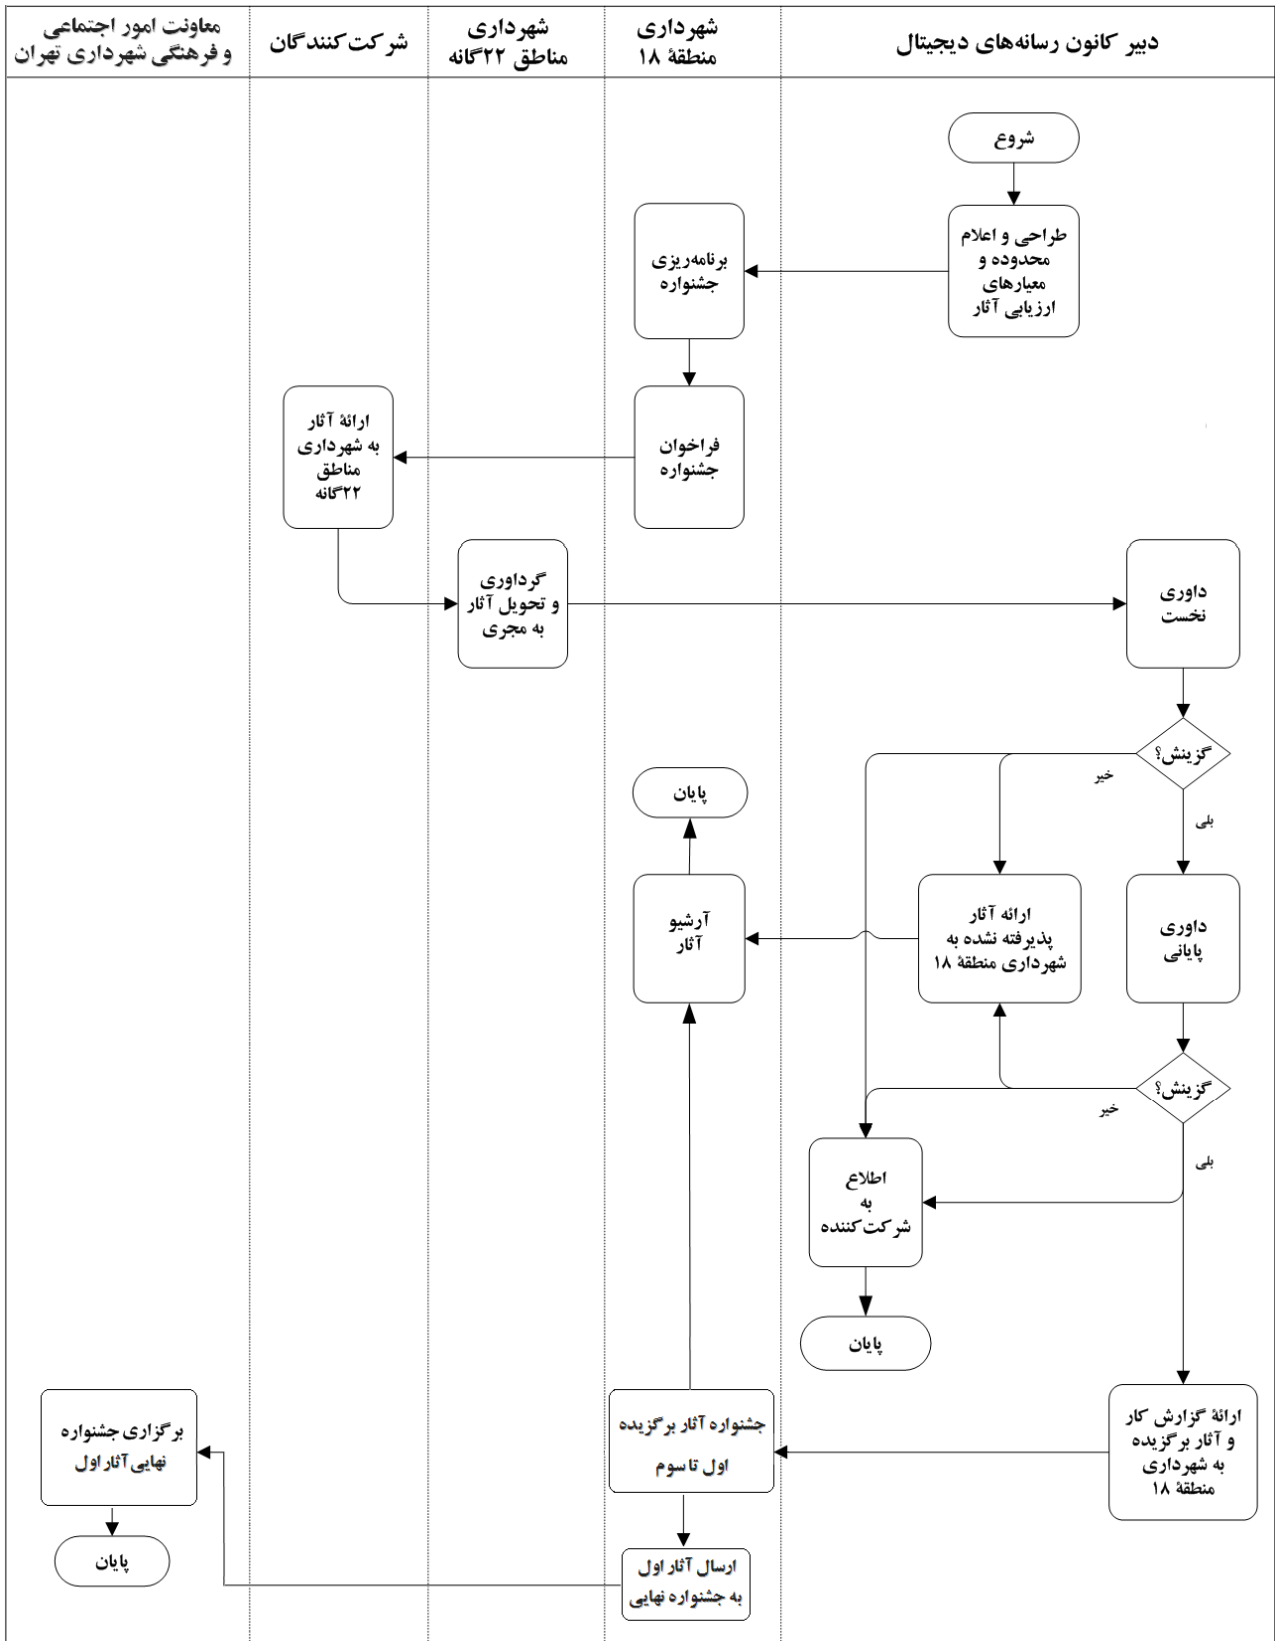 دبیر کانون رسانه‌های دیجیتال
شهرداری
منطقهٔ ۱۸
شهرداری
مناطق ۲۲گانه
شرکت‌کنندگان
معاونت امور اجتماعی
و فرهنگی شهرداری تهران
شروع
طراحی و اعلام
محدوده و
معیارهای
ارزیابی آثار
برنامه‌ریزی
جشنواره
فراخوان
جشنواره
ارائهٔ آثار
به شهرداری
مناطق
۲۲گانه
گرداوری
و تحویل آثار
به مجری
داوری
نخست
گزینش؟
خیر
بلی
پایان
داوری
پایانی
ارائه آثار
پذیرفته نشده به
شهرداری منطقهٔ ۱۸
آرشیو
آثار
گزینش؟
خیر
بلی
اطلاع
به
شرکت‌کننده
پایان
ارائهٔ گزارش کار
و آثار برگزیده
به شهرداری
منطقهٔ ۱۸
جشنواره آثار برگزیده
اول تا سوم
برگزاری جشنواره
نهایی آثار اول
پایان
ارسال آثار اول
به جشنواره نهایی